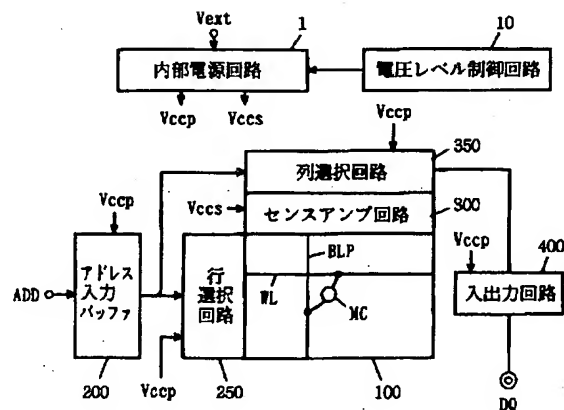 Vext
1
10
内部電源回路
電圧レベル制御回路
Vccp
Vccs
Vccp
350
列選択回路
Vccp
Vccs
センスアンプ回路
300
Vccp
400
BLP
アドレス
入力
バッファ
行
選択
回路
ADD
WL
MC
入出力回路
200
Vccp
250
100
DQ